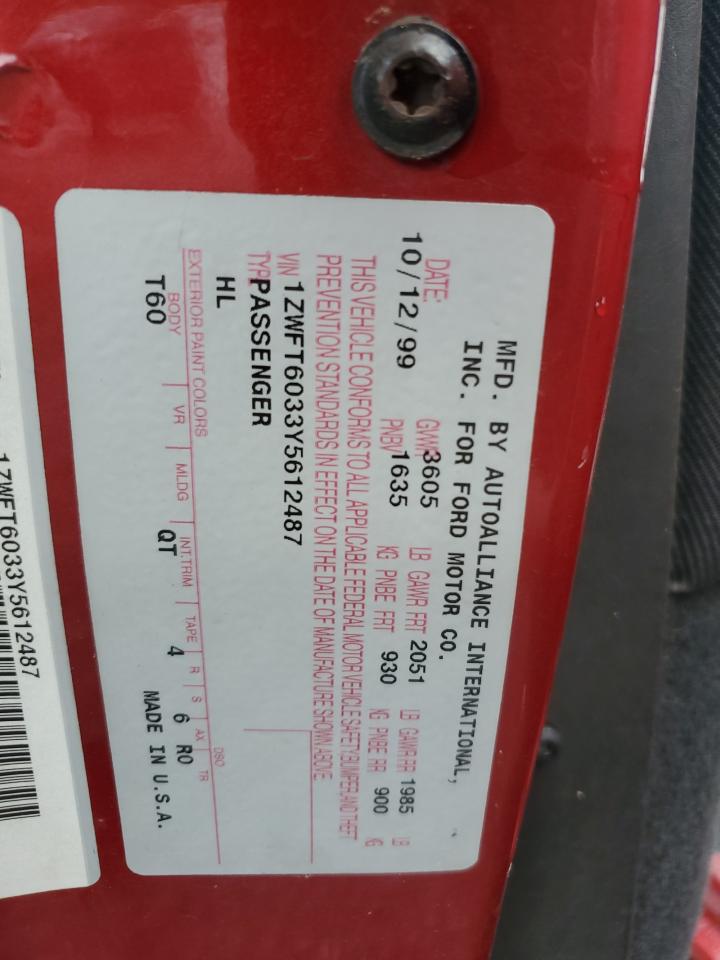 MFD. BY AUTOALLIANCE INTERNATIONAL,
INC. FOR FORD MOTOR CO.
DATE: GVWR 3605 LB GAWR FRT 2051 LB GAWR RR 1985 LB
10/12/99 PNBV 1635 KG PNBE FRT 930 KG PNBE RR 900 KG
THIS VEHICLE CONFORMS TO ALL APPLICABLE FEDERAL MOTOR VEHICLE SAFETY, BUMPER, AND THEFT
PREVENTION STANDARDS IN EFFECT ON THE DATE OF MANUFACTURE SHOWN ABOVE.
VIN 1ZWFT6033Y5612487
TYPE PASSENGER
HL
EXTERIOR PAINT COLORS DSO
BODY VR MLDG INT.TRIM TAPE R S AX TR
T60 QT 4 6 RO
MADE IN U.S.A.
1ZWFT6033Y5612487